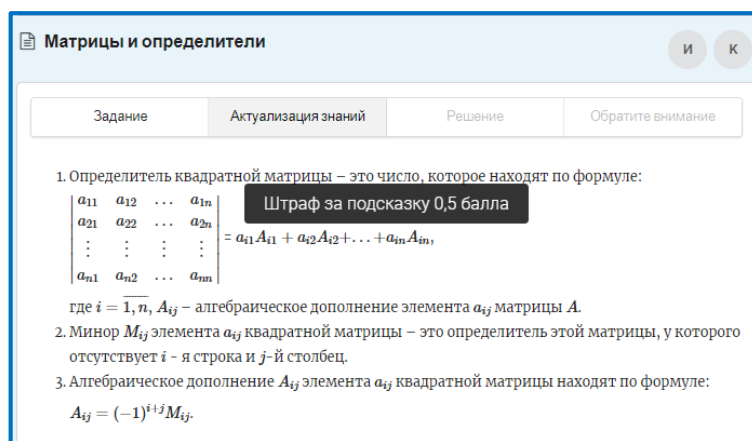 Матрицы и определители
И К
Задание Актуализация знаний Решение Обратите внимание
1. Определитель квадратной матрицы – это число, которое находят по формуле:
Штраф за подсказку 0,5 балла
| a₁₁ a₁₂ … a₁ₙ |
| a₂₁ a₂₂ … a₂ₙ |
| ⋮ ⋮ ⋮ ⋮ | = aᵢ₁Aᵢ₁ + aᵢ₂Aᵢ₂+…+aᵢₙAᵢₙ,
| aₙ₁ aₙ₂ … aₙₙ |
где i = \overline{1, n}, Aᵢⱼ – алгебраическое дополнение элемента aᵢⱼ матрицы A.
2. Минор Mᵢⱼ элемента aᵢⱼ квадратной матрицы – это определитель этой матрицы, у которого
отсутствует i - я строка и j-й столбец.
3. Алгебраическое дополнение Aᵢⱼ элемента aᵢⱼ квадратной матрицы находят по формуле:
Aᵢⱼ = (−1)ⁱ⁺ʲMᵢⱼ.